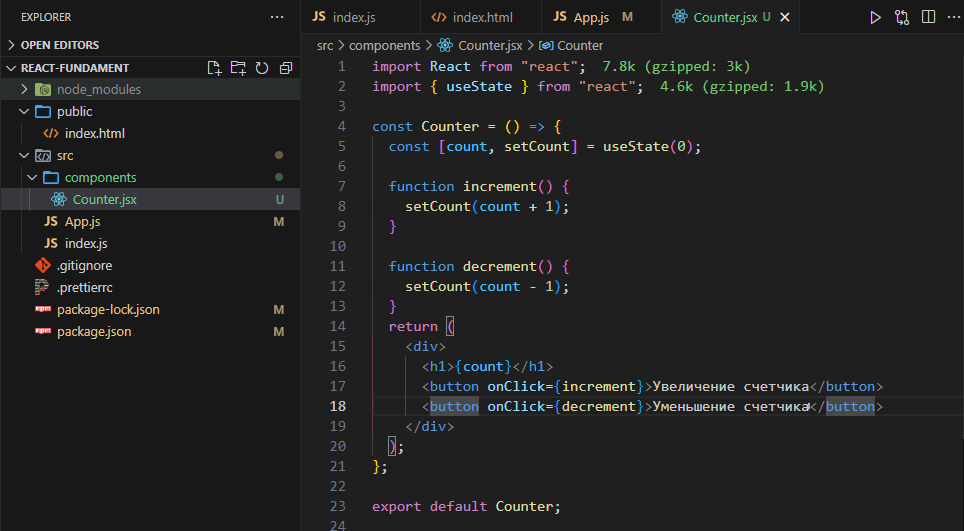 EXPLORER
OPEN EDITORS
REACT-FUNDAMENT
node_modules
public
index.html
src
components
Counter.jsx U
App.js M
index.js
.gitignore
.prettierrc
package-lock.json M
package.json M
JS index.js <> index.html JS App.js M Counter.jsx U
src > components > Counter.jsx > Counter
1 import React from "react"; 7.8k (gzipped: 3k)
2 import { useState } from "react"; 4.6k (gzipped: 1.9k)
3
4 const Counter = () => {
5 const [count, setCount] = useState(0);
6
7 function increment() {
8 setCount(count + 1);
9 }
10
11 function decrement() {
12 setCount(count - 1);
13 }
14 return (
15 <div>
16 <h1>{count}</h1>
17 <button onClick={increment}>Увеличение счетчика</button>
18 <button onClick={decrement}>Уменьшение счетчика</button>
19 </div>
20 );
21 };
22
23 export default Counter;
24